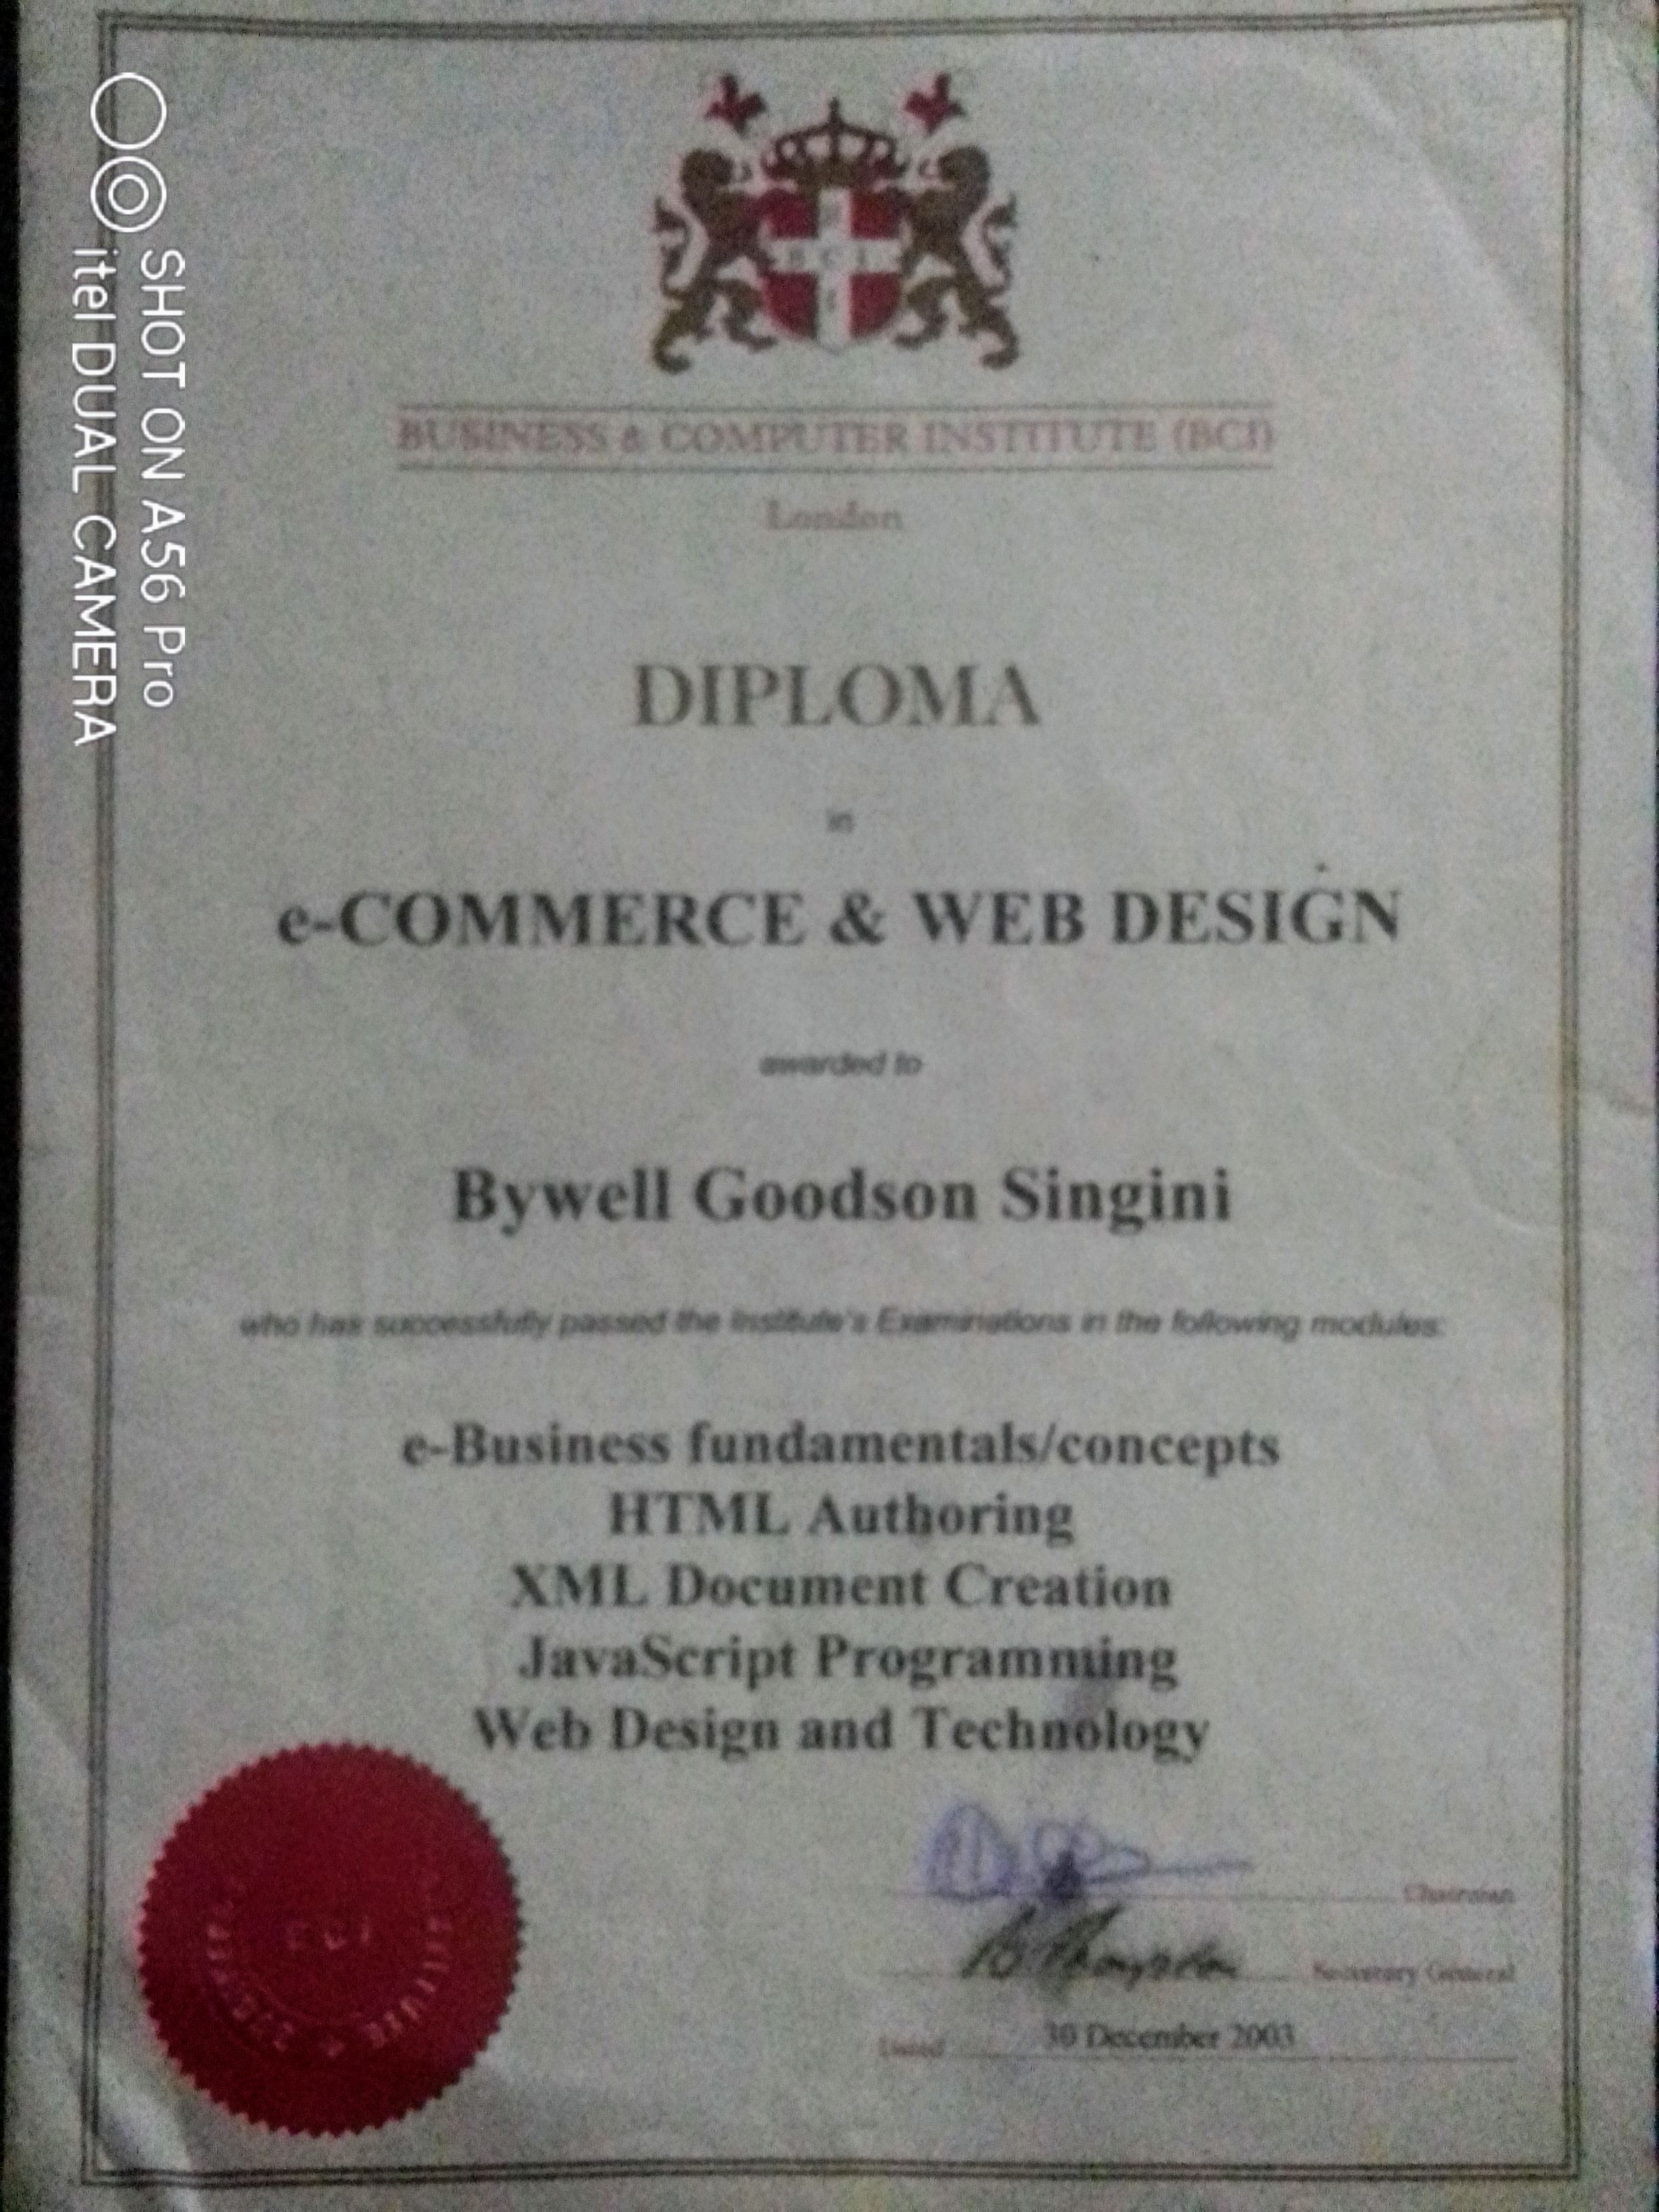 BUSINESS & COMPUTER INSTITUTE (BCI)
London
DIPLOMA
in
e-COMMERCE & WEB DESIGN
awarded to
Bywell Goodson Singini
who has successfully passed the Institute's Examinations in the following modules:
e-Business fundamentals/concepts
HTML Authoring
XML Document Creation
JavaScript Programming
Web Design and Technology
Chairman
Secretary General
Dated 30 December 2003
BCI
SHOT ON A56 Pro
itel DUAL CAMERA